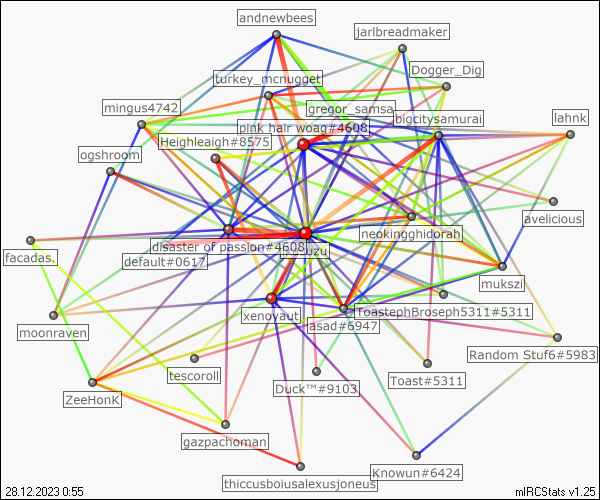 andnewbees
jarlbreadmaker
Dogger_Dig
turkey_mcnugget
mingus4742
gregor_samsa
bigcitysamurai
lahnk
pink hair woag#4608
Heighleaigh#8575
ogshroom
avelicious
neokingghidorah
disaster of passion#4608
facadas.
default#0617
mukszi
xenoyaut
ToastephBroseph5311#5311
moonraven
asad#6947
Random Stuf6#5983
tescoroll
Toast#5311
Duck™#9103
ZeeHonK
gazpachoman
Knowun#6424
thiccusboiusalexusjoneus
28.12.2023 0:55
mIRCStats v1.25